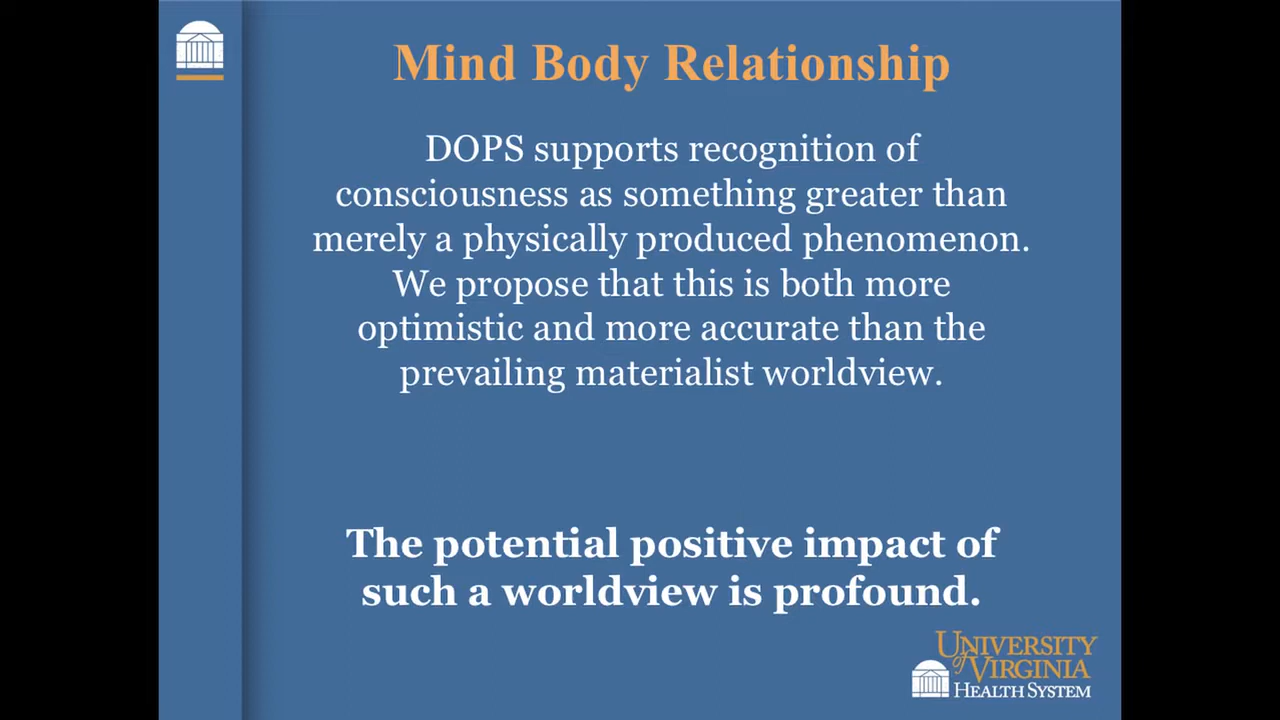 Mind Body Relationship
DOPS supports recognition of
consciousness as something greater than
merely a physically produced phenomenon.
We propose that this is both more
optimistic and more accurate than the
prevailing materialist worldview.
The potential positive impact of
such a worldview is profound.
UNIVERSITY
of VIRGINIA
HEALTH SYSTEM